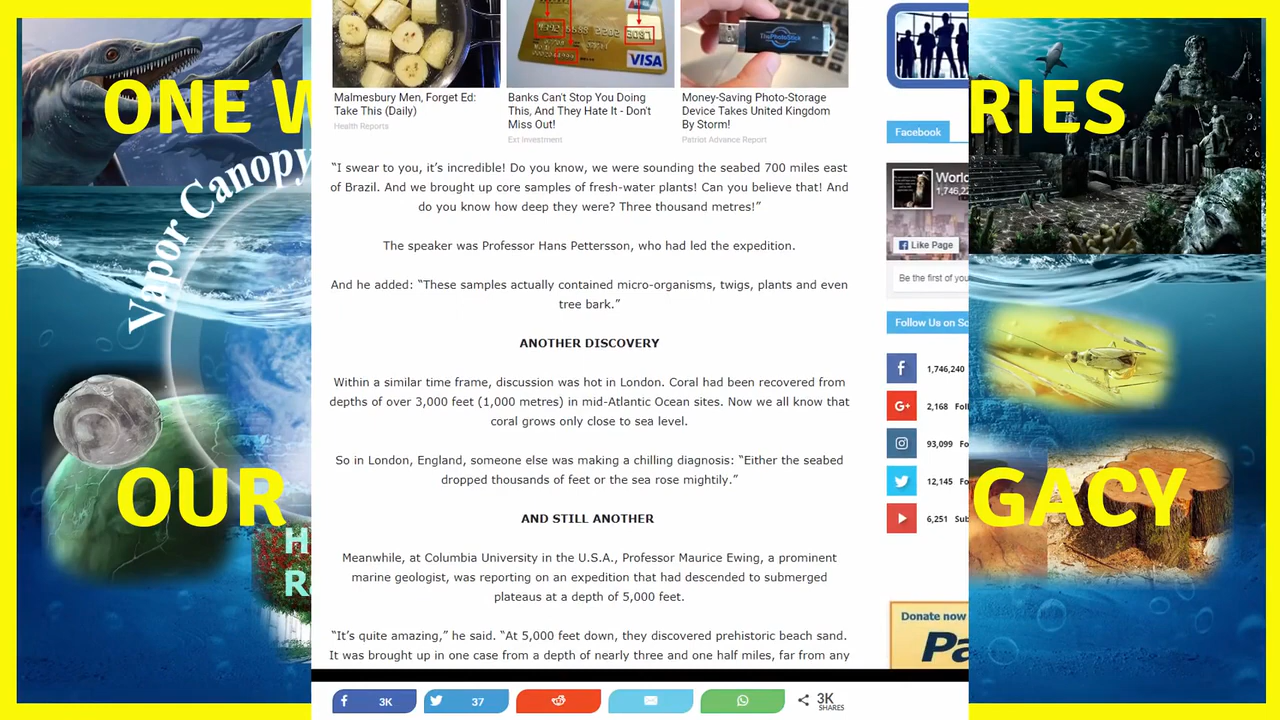 ONE W
RIES
Vapor Canopy
OUR
GACY
H
R
VISA
ThePhotoStick
Malmesbury Men, Forget Ed:
Take This (Daily)
Health Reports
Banks Can't Stop You Doing
This, And They Hate It - Don't
Miss Out!
Ext Investment
Money-Saving Photo-Storage
Device Takes United Kingdom
By Storm!
Patriot Advance Report
“I swear to you, it’s incredible! Do you know, we were sounding the seabed 700 miles east
of Brazil. And we brought up core samples of fresh-water plants! Can you believe that! And
do you know how deep they were? Three thousand metres!”
The speaker was Professor Hans Pettersson, who had led the expedition.
And he added: “These samples actually contained micro-organisms, twigs, plants and even
tree bark.”
ANOTHER DISCOVERY
Within a similar time frame, discussion was hot in London. Coral had been recovered from
depths of over 3,000 feet (1,000 metres) in mid-Atlantic Ocean sites. Now we all know that
coral grows only close to sea level.
So in London, England, someone else was making a chilling diagnosis: “Either the seabed
dropped thousands of feet or the sea rose mightily.”
AND STILL ANOTHER
Meanwhile, at Columbia University in the U.S.A., Professor Maurice Ewing, a prominent
marine geologist, was reporting on an expedition that had descended to submerged
plateaus at a depth of 5,000 feet.
“It’s quite amazing,” he said. “At 5,000 feet down, they discovered prehistoric beach sand.
It was brought up in one case from a depth of nearly three and one half miles, far from any
Facebook
World
1,746,2
Like Page
Be the first of you
Follow Us on So
1,746,240
2,168 Foll
93,099 Fo
12,145 Fo
6,251 Sub
Donate now
Pa
3K
37
3K
SHARES